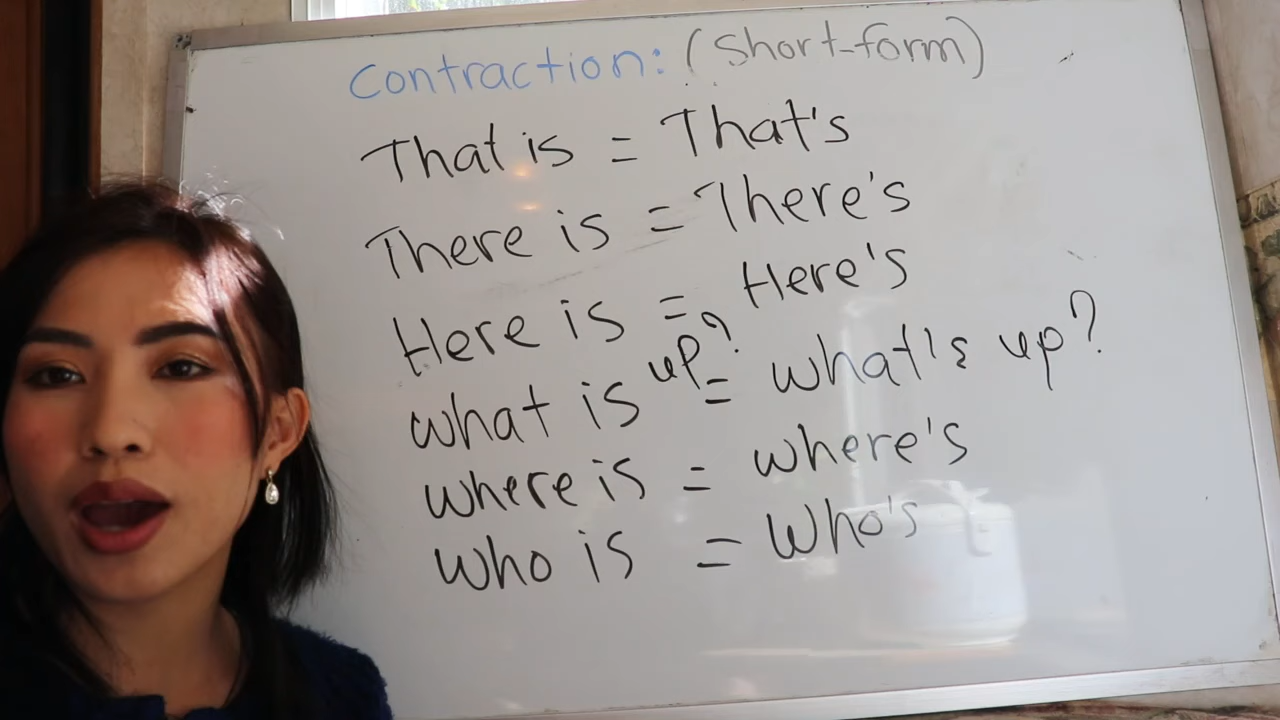 Contraction: (short-form)
That is = That's
There is = There's
Here is = Here's
what is up? = what's up?
where is = where's
who is = who's